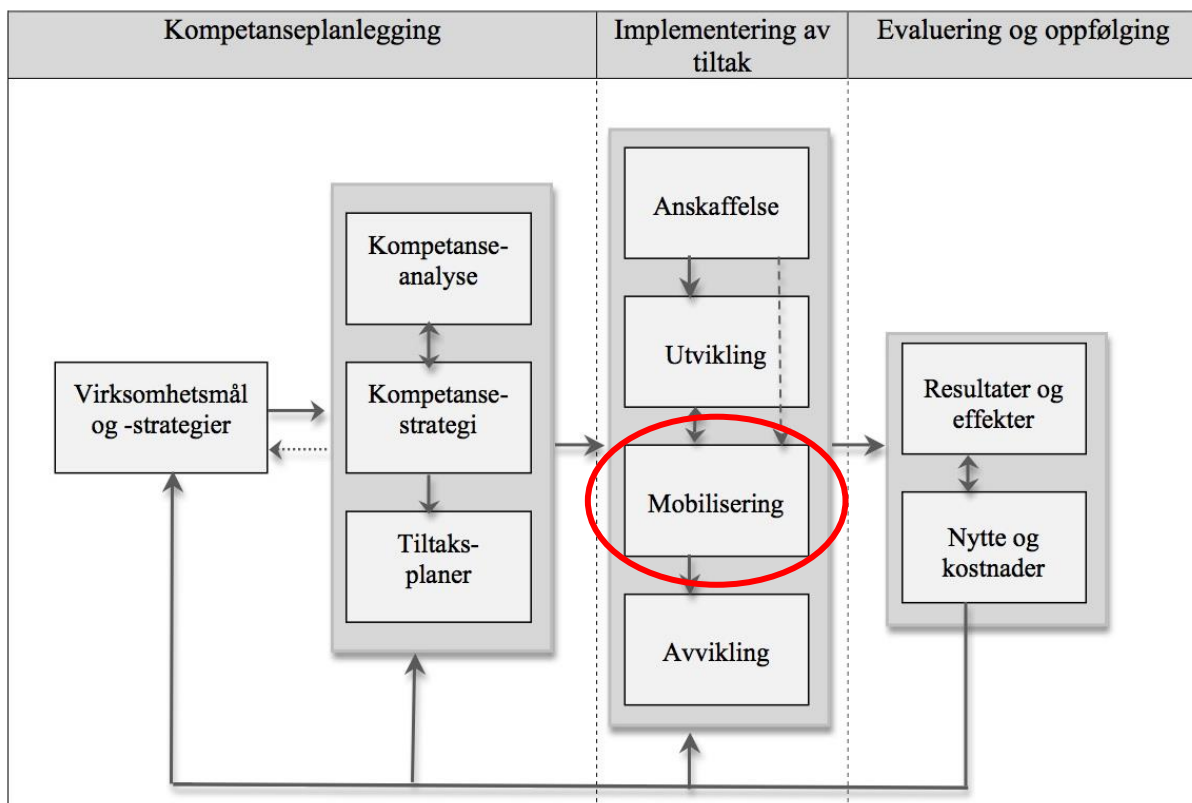 Kompetanseplanlegging
Implementering av
tiltak
Evaluering og oppfølging
Virksomhetsmål
og -strategier
Kompetanse-
analyse
Kompetanse-
strategi
Tiltaks-
planer
Anskaffelse
Utvikling
Mobilisering
Avvikling
Resultater og
effekter
Nytte og
kostnader